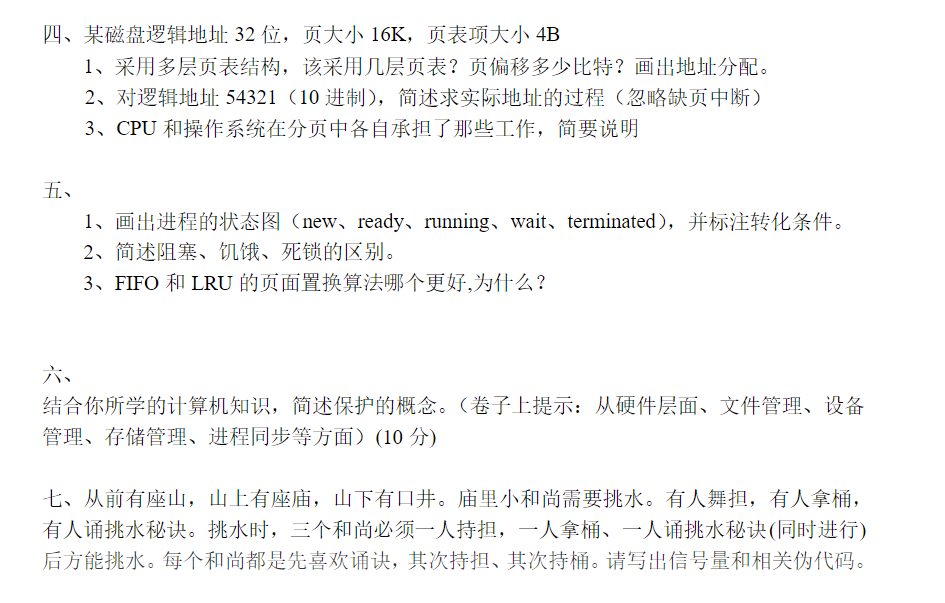 四、某磁盘逻辑地址 32 位，页大小 16K，页表项大小 4B
1、采用多层页表结构，该采用几层页表？页偏移多少比特？画出地址分配。
2、对逻辑地址 54321（10 进制），简述求实际地址的过程（忽略缺页中断）
3、CPU 和操作系统在分页中各自承担了那些工作，简要说明
五、
1、画出进程的状态图（new、ready、running、wait、terminated），并标注转化条件。
2、简述阻塞、饥饿、死锁的区别。
3、FIFO 和 LRU 的页面置换算法哪个更好,为什么？
六、
结合你所学的计算机知识，简述保护的概念。（卷子上提示：从硬件层面、文件管理、设备
管理、存储管理、进程同步等方面）(10 分)
七、从前有座山，山上有座庙，山下有口井。庙里小和尚需要挑水。有人舞担，有人拿桶，
有人诵挑水秘诀。挑水时，三个和尚必须一人持担，一人拿桶、一人诵挑水秘诀(同时进行)
后方能挑水。每个和尚都是先喜欢诵诀，其次持担、其次持桶。请写出信号量和相关伪代码。